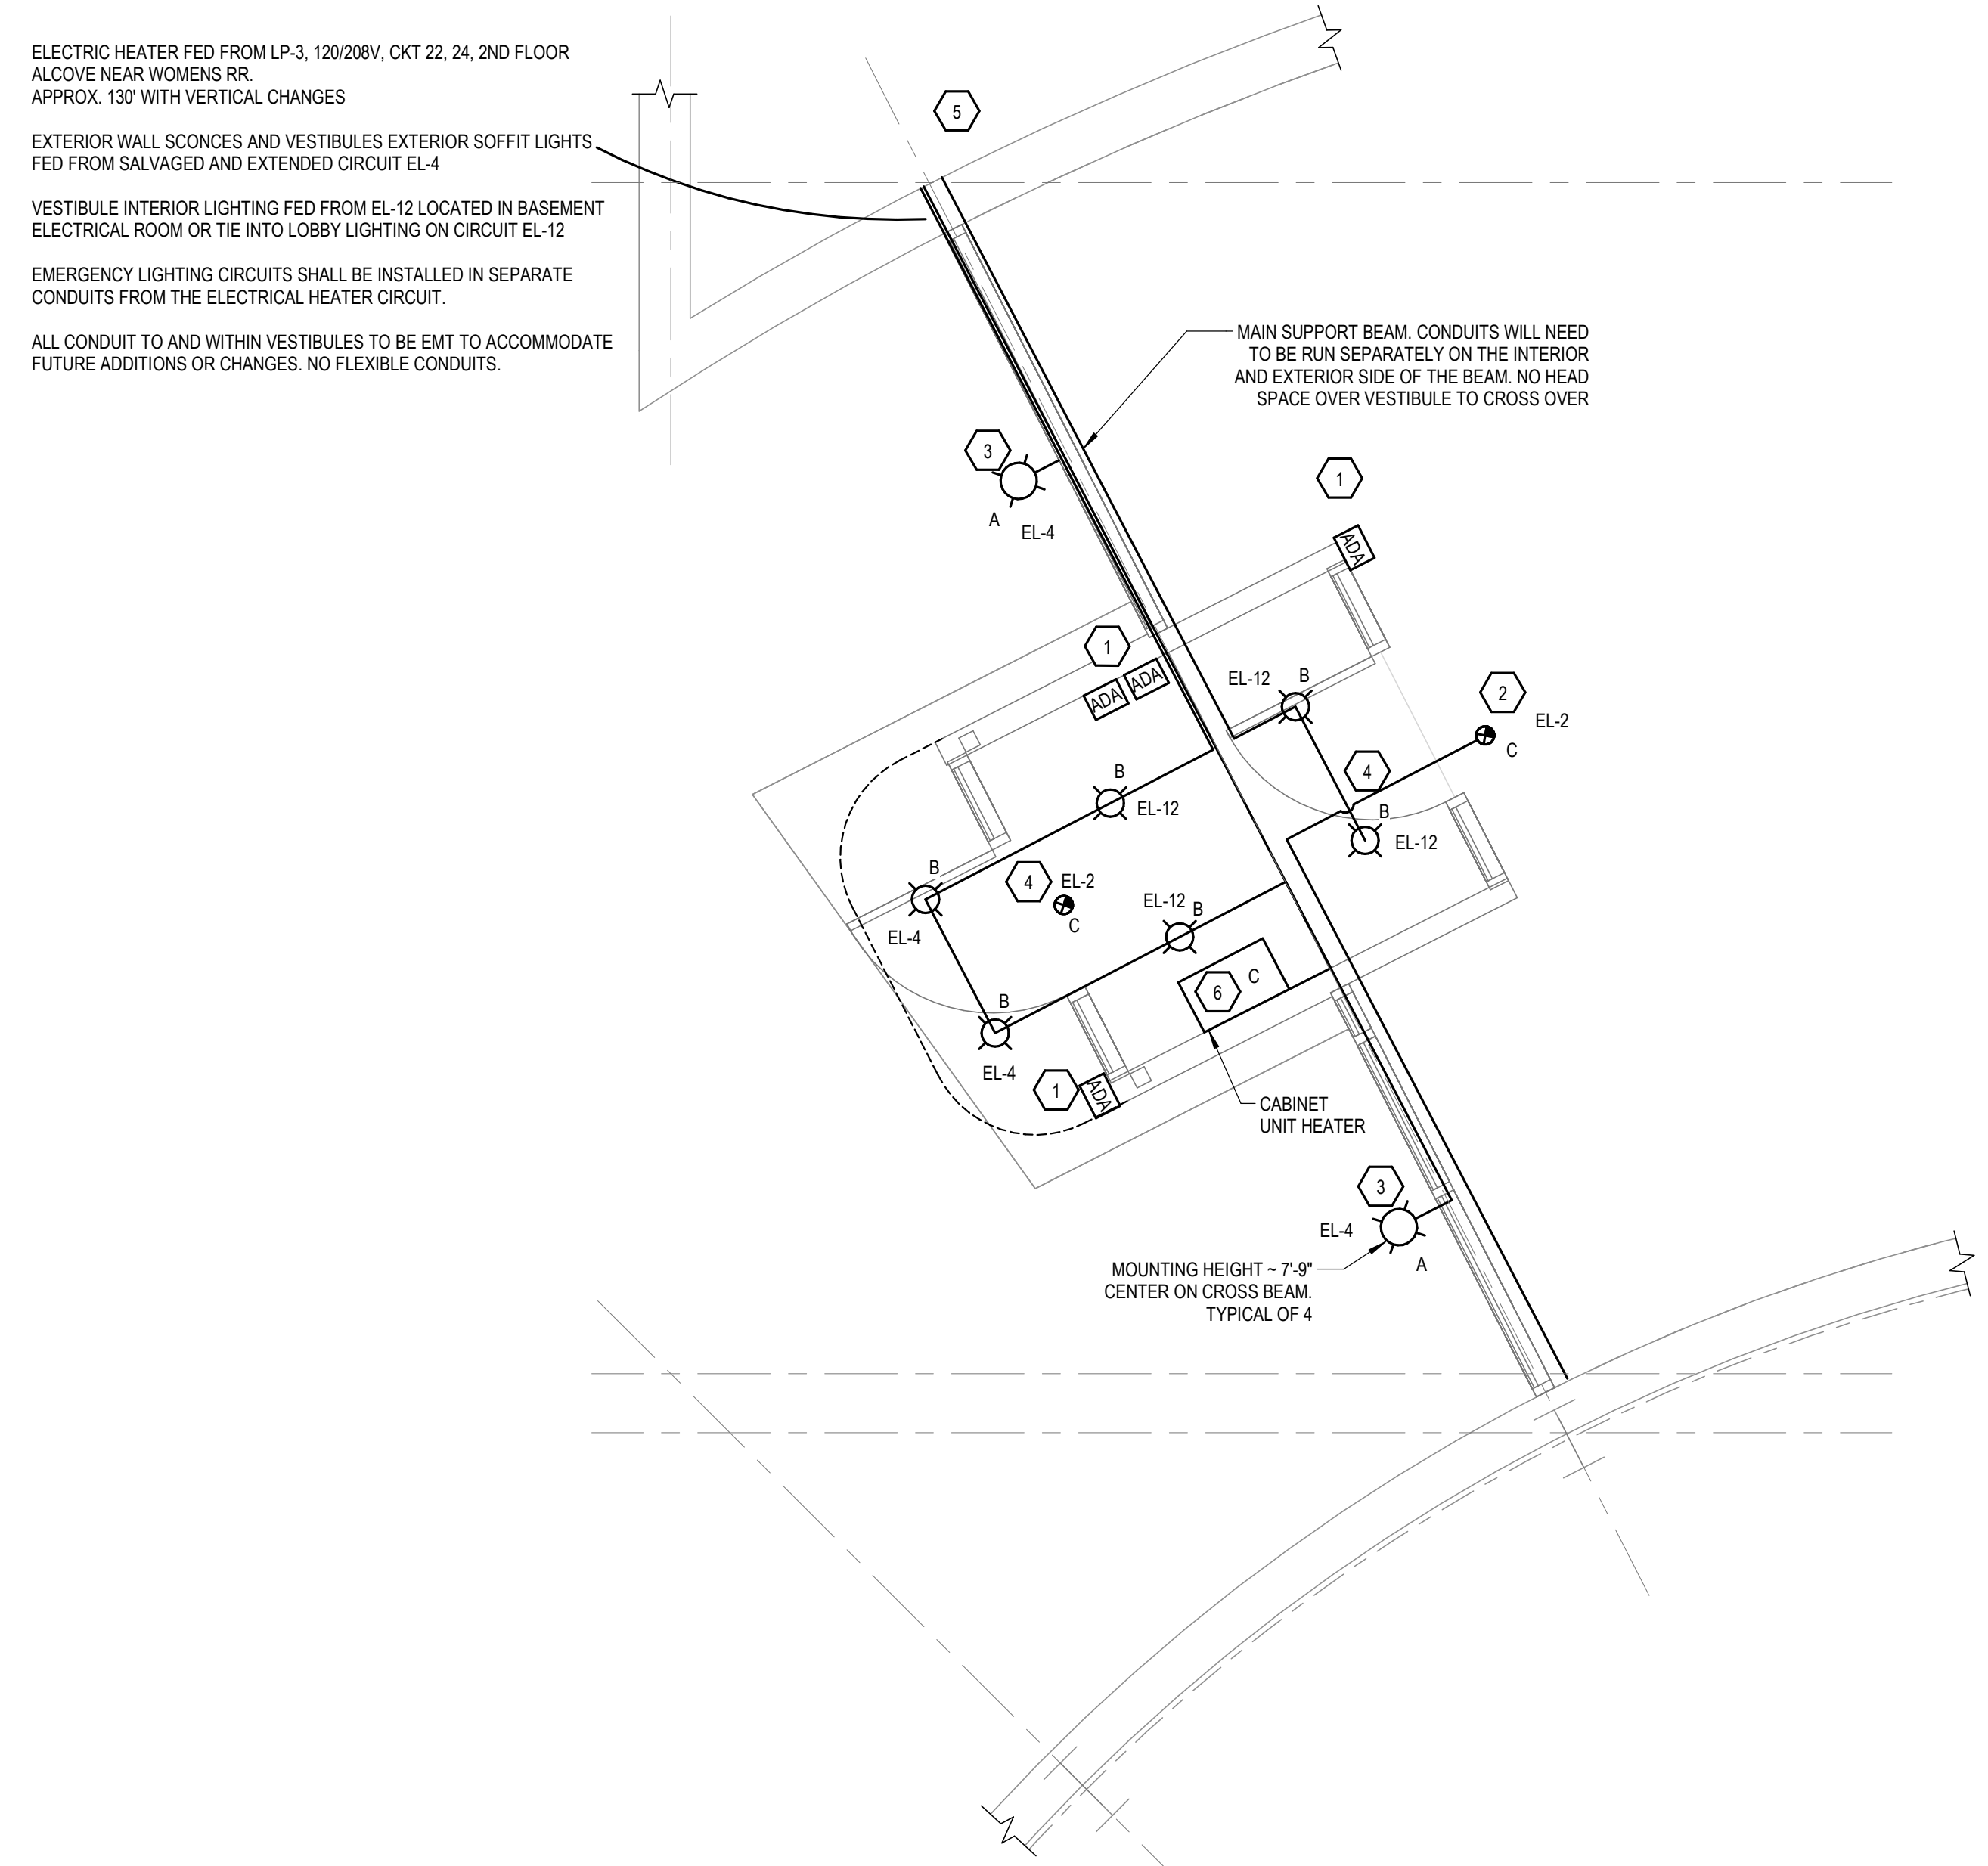 ELECTRIC HEATER FED FROM LP-3, 120/208V, CKT 22, 24, 2ND FLOOR
ALCOVE NEAR WOMENS RR.
APPROX. 130' WITH VERTICAL CHANGES
EXTERIOR WALL SCONCES AND VESTIBULES EXTERIOR SOFFIT LIGHTS
FED FROM SALVAGED AND EXTENDED CIRCUIT EL-4
VESTIBULE INTERIOR LIGHTING FED FROM EL-12 LOCATED IN BASEMENT
ELECTRICAL ROOM OR TIE INTO LOBBY LIGHTING ON CIRCUIT EL-12
EMERGENCY LIGHTING CIRCUITS SHALL BE INSTALLED IN SEPARATE
CONDUITS FROM THE ELECTRICAL HEATER CIRCUIT.
ALL CONDUIT TO AND WITHIN VESTIBULES TO BE EMT TO ACCOMMODATE
FUTURE ADDITIONS OR CHANGES. NO FLEXIBLE CONDUITS.
5
MAIN SUPPORT BEAM. CONDUITS WILL NEED
TO BE RUN SEPARATELY ON THE INTERIOR
AND EXTERIOR SIDE OF THE BEAM. NO HEAD
SPACE OVER VESTIBULE TO CROSS OVER
3
A
EL-4
1
ADA
1
ADA
ADA
EL-12
B
2
EL-2
C
4
B
EL-12
B
EL-12
B
EL-4
4
EL-2
C
EL-12
B
6
C
B
EL-4
1
ADA
CABINET
UNIT HEATER
3
EL-4
A
MOUNTING HEIGHT ~ 7'-9"
CENTER ON CROSS BEAM.
TYPICAL OF 4